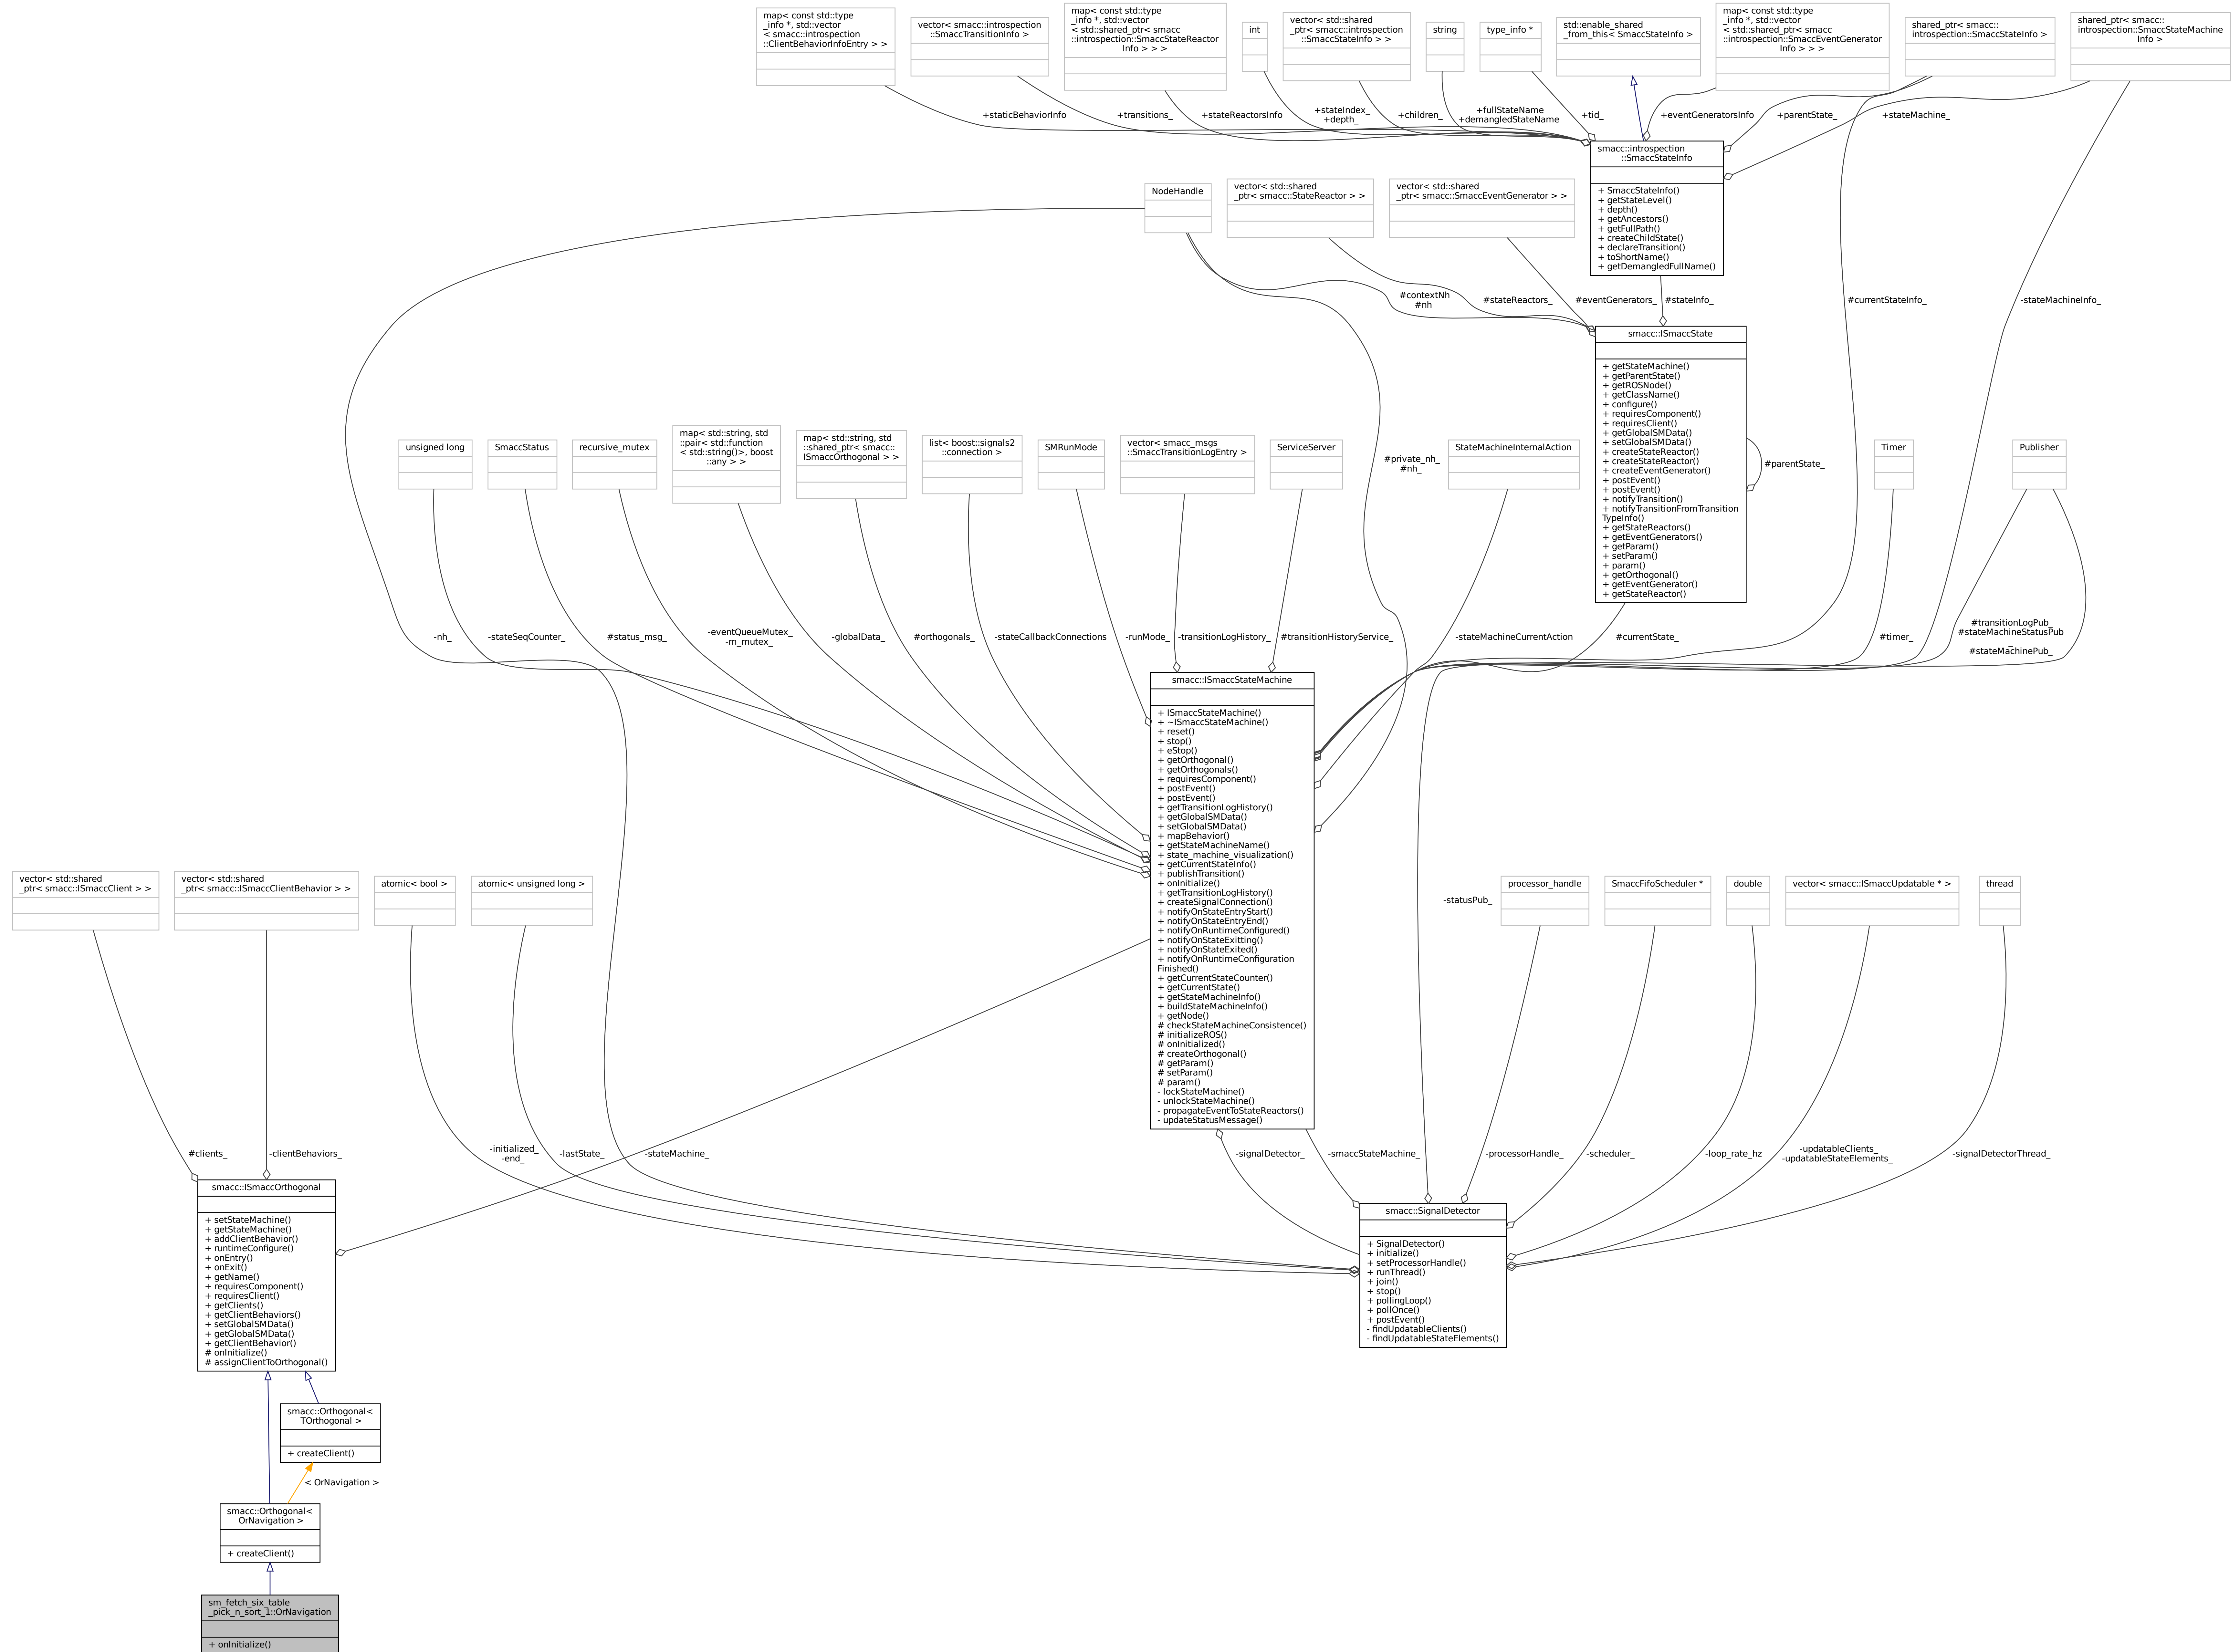 map< const std::type
_info *, std::vector
< smacc::introspection
::ClientBehaviorInfoEntry > >
vector< smacc::introspection
::SmaccTransitionInfo >
map< const std::type
_info *, std::vector
< std::shared_ptr< smacc
::introspection::SmaccStateReactor
Info > > >
int
vector< std::shared
_ptr< smacc::introspection
::SmaccStateInfo > >
string
type_info *
std::enable_shared
_from_this< SmaccStateInfo >
map< const std::type
_info *, std::vector
< std::shared_ptr< smacc
::introspection::SmaccEventGenerator
Info > > >
shared_ptr< smacc::
introspection::SmaccStateInfo >
shared_ptr< smacc::
introspection::SmaccStateMachine
Info >
+staticBehaviorInfo
+transitions_
+stateReactorsInfo
+stateIndex_
+depth_
+children_
+fullStateName
+demangledStateName
+tid_
+eventGeneratorsInfo
+parentState_
+stateMachine_
smacc::introspection
::SmaccStateInfo
+ SmaccStateInfo()
+ getStateLevel()
+ depth()
+ getAncestors()
+ getFullPath()
+ createChildState()
+ declareTransition()
+ toShortName()
+ getDemangledFullName()
NodeHandle
vector< std::shared
_ptr< smacc::StateReactor > >
vector< std::shared
_ptr< smacc::SmaccEventGenerator > >
#contextNh
#nh
#stateReactors_
#eventGenerators_
#stateInfo_
#currentStateInfo_
-stateMachineInfo_
smacc::ISmaccState
+ getStateMachine()
+ getParentState()
+ getROSNode()
+ getClassName()
+ configure()
+ requiresComponent()
+ requiresClient()
+ getGlobalSMData()
+ setGlobalSMData()
+ createStateReactor()
+ createStateReactor()
+ createEventGenerator()
+ postEvent()
+ postEvent()
+ notifyTransition()
+ notifyTransitionFromTransition
TypeInfo()
+ getStateReactors()
+ getEventGenerators()
+ getParam()
+ setParam()
+ param()
+ getOrthogonal()
+ getEventGenerator()
+ getStateReactor()
#parentState_
unsigned long
SmaccStatus
recursive_mutex
map< std::string, std
::pair< std::function
< std::string()>, boost
::any > >
map< std::string, std
::shared_ptr< smacc::
ISmaccOrthogonal > >
list< boost::signals2
::connection >
SMRunMode
vector< smacc_msgs
::SmaccTransitionLogEntry >
ServiceServer
#private_nh_
#nh_
StateMachineInternalAction
Timer
Publisher
-nh_
-stateSeqCounter_
#status_msg_
-eventQueueMutex_
-m_mutex_
-globalData_
#orthogonals_
-stateCallbackConnections
-runMode_
-transitionLogHistory_
#transitionHistoryService_
-stateMachineCurrentAction
#currentState_
#timer_
#transitionLogPub_
#stateMachineStatusPub
_
#stateMachinePub_
smacc::ISmaccStateMachine
+ ISmaccStateMachine()
+ ~ISmaccStateMachine()
+ reset()
+ stop()
+ eStop()
+ getOrthogonal()
+ getOrthogonals()
+ requiresComponent()
+ postEvent()
+ postEvent()
+ getTransitionLogHistory()
+ getGlobalSMData()
+ setGlobalSMData()
+ mapBehavior()
+ getStateMachineName()
+ state_machine_visualization()
+ getCurrentStateInfo()
+ publishTransition()
+ onInitialize()
+ getTransitionLogHistory()
+ createSignalConnection()
+ notifyOnStateEntryStart()
+ notifyOnStateEntryEnd()
+ notifyOnRuntimeConfigured()
+ notifyOnStateExitting()
+ notifyOnStateExited()
+ notifyOnRuntimeConfiguration
Finished()
+ getCurrentStateCounter()
+ getCurrentState()
+ getStateMachineInfo()
+ buildStateMachineInfo()
+ getNode()
# checkStateMachineConsistence()
# initializeROS()
# onInitialized()
# createOrthogonal()
# getParam()
# setParam()
# param()
- lockStateMachine()
- unlockStateMachine()
- propagateEventToStateReactors()
- updateStatusMessage()
vector< std::shared
_ptr< smacc::ISmaccClient > >
vector< std::shared
_ptr< smacc::ISmaccClientBehavior > >
atomic< bool >
atomic< unsigned long >
-statusPub_
processor_handle
SmaccFifoScheduler *
double
vector< smacc::ISmaccUpdatable * >
thread
#clients_
-clientBehaviors_
-initialized_
-end_
-lastState_
-stateMachine_
-signalDetector_
-smaccStateMachine_
-processorHandle_
-scheduler_
-loop_rate_hz
-updatableClients_
-updatableStateElements_
-signalDetectorThread_
smacc::ISmaccOrthogonal
+ setStateMachine()
+ getStateMachine()
+ addClientBehavior()
+ runtimeConfigure()
+ onEntry()
+ onExit()
+ getName()
+ requiresComponent()
+ requiresClient()
+ getClients()
+ getClientBehaviors()
+ setGlobalSMData()
+ getGlobalSMData()
+ getClientBehavior()
# onInitialize()
# assignClientToOrthogonal()
smacc::SignalDetector
+ SignalDetector()
+ initialize()
+ setProcessorHandle()
+ runThread()
+ join()
+ stop()
+ pollingLoop()
+ pollOnce()
+ postEvent()
- findUpdatableClients()
- findUpdatableStateElements()
smacc::Orthogonal<
TOrthogonal >
+ createClient()
< OrNavigation >
smacc::Orthogonal<
OrNavigation >
+ createClient()
sm_fetch_six_table
_pick_n_sort_1::OrNavigation
+ onInitialize()